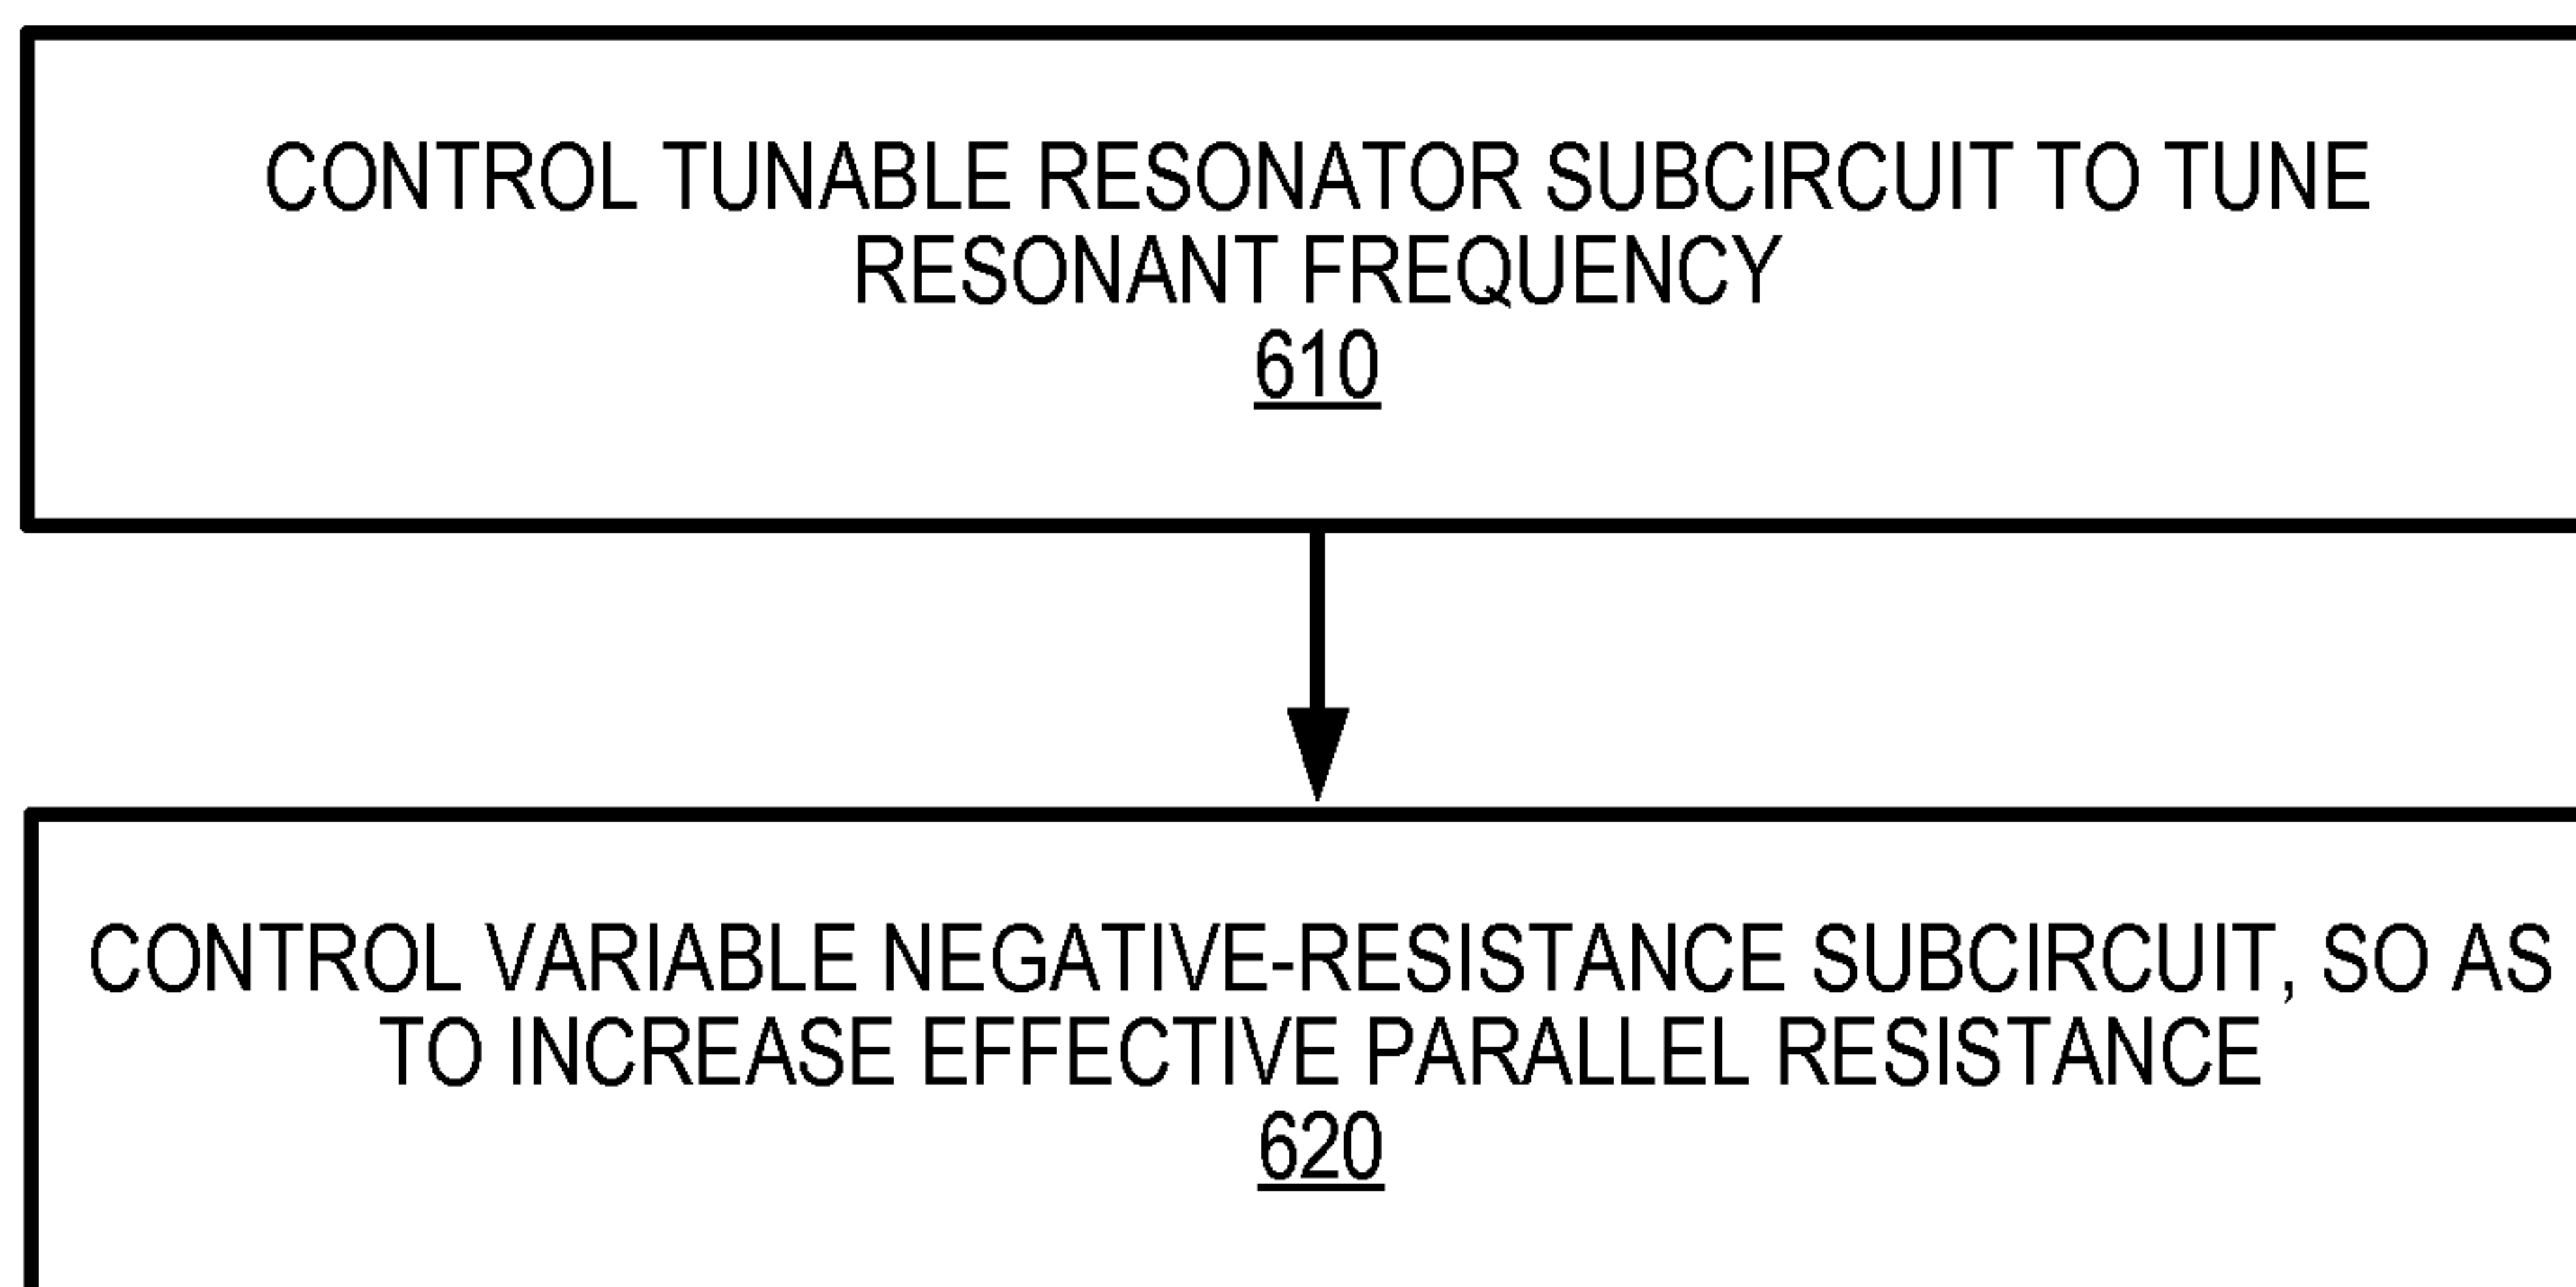 CONTROL TUNABLE RESONATOR SUBCIRCUIT TO TUNE
RESONANT FREQUENCY
610
CONTROL VARIABLE NEGATIVE-RESISTANCE SUBCIRCUIT, SO AS
TO INCREASE EFFECTIVE PARALLEL RESISTANCE
620